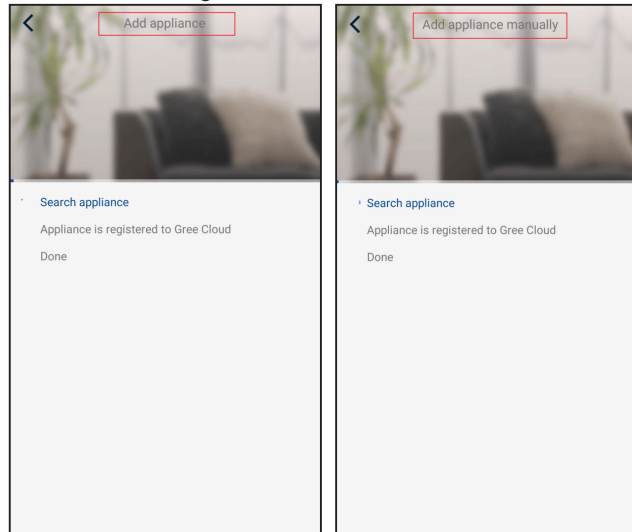 Add appliance
Search appliance
Appliance is registered to Gree Cloud
Done
Add appliance manually
Search appliance
Appliance is registered to Gree Cloud
Done